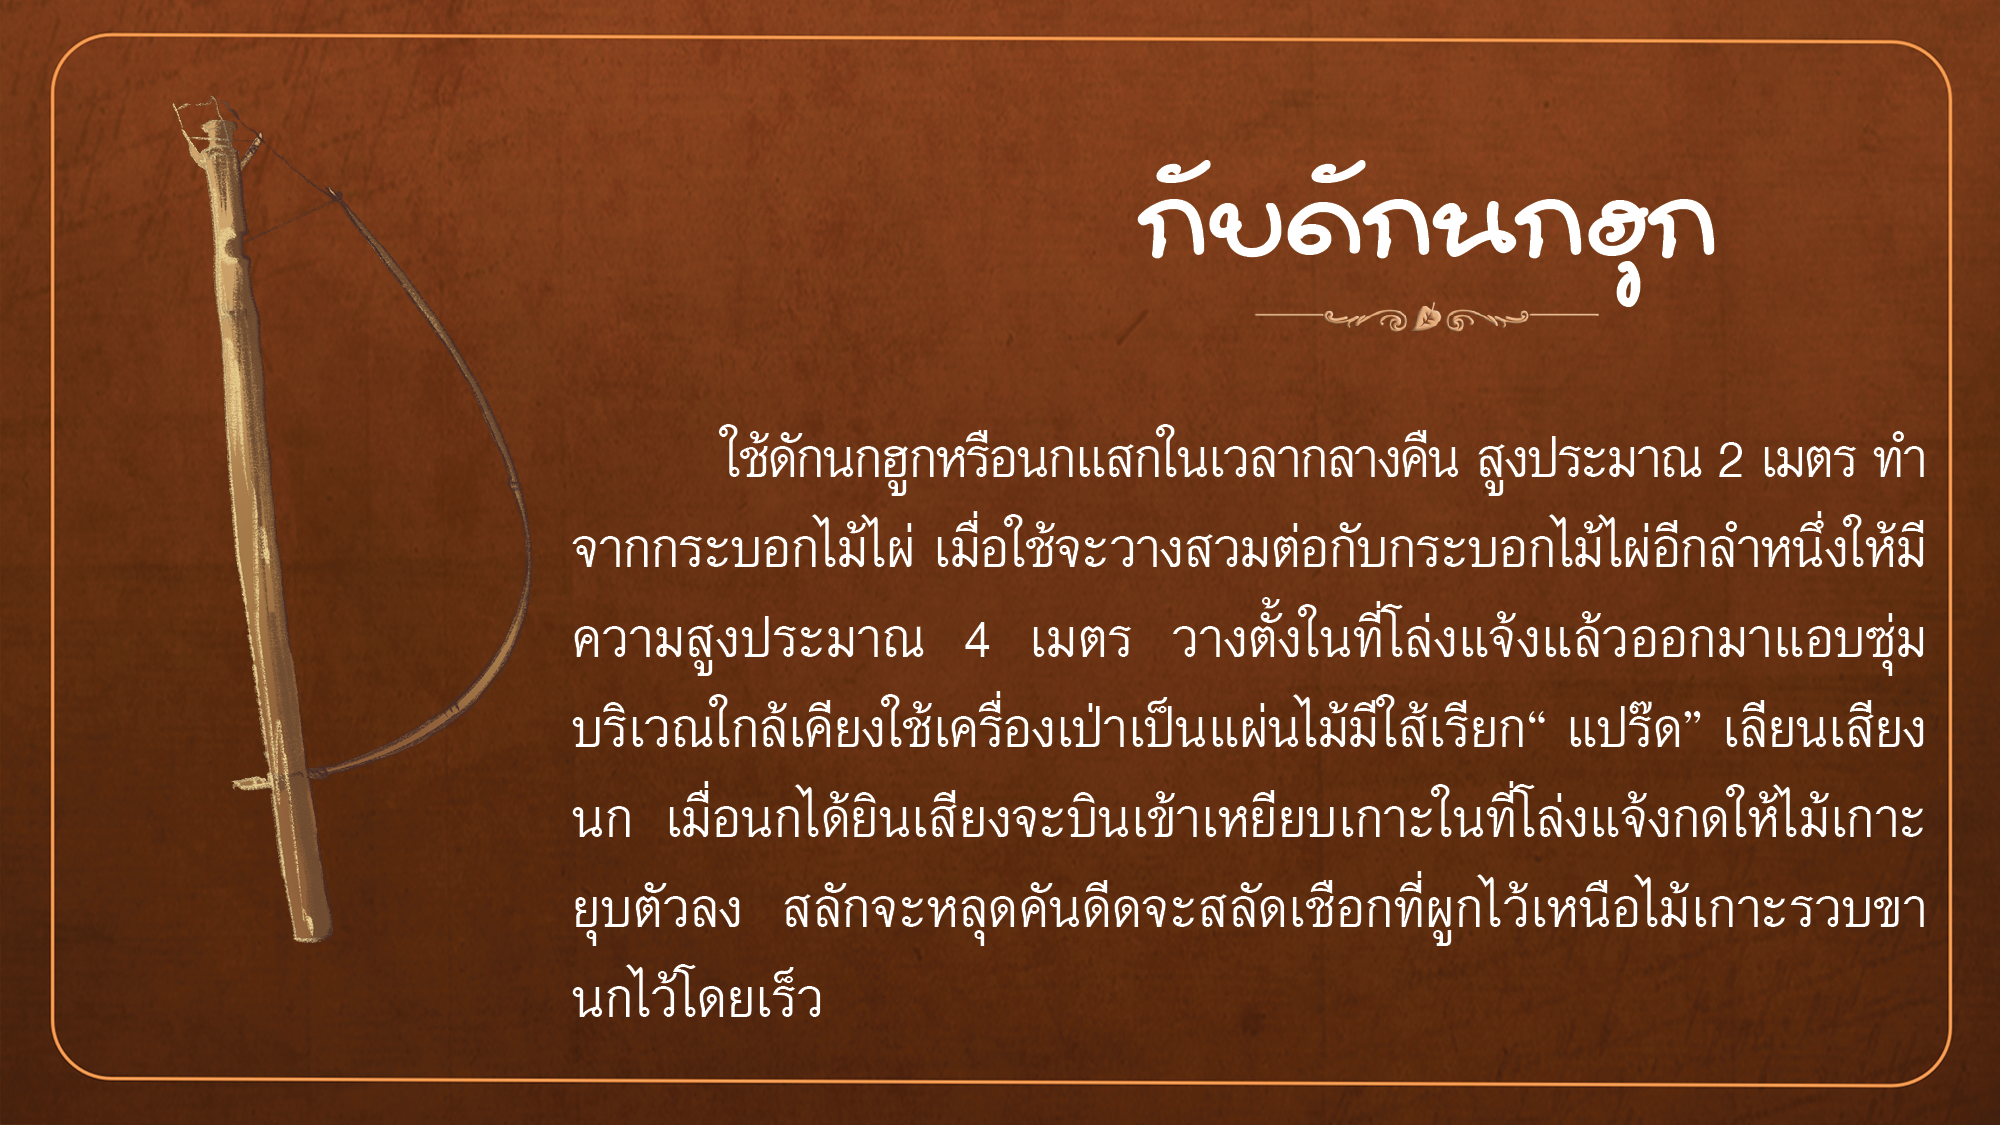 กับดักนกฮูก
ใช้ดักนกฮูกหรือนกแสกในเวลากลางคืน สูงประมาณ 2 เมตร ทำ
จากกระบอกไม้ไผ่ เมื่อใช้จะวางสวมต่อกับกระบอกไม้ไผ่อีกลำหนึ่งให้มี
ความสูงประมาณ 4 เมตร วางตั้งในที่โล่งแจ้งแล้วออกมาแอบซุ่ม
บริเวณใกล้เคียงใช้เครื่องเป่าเป็นแผ่นไม้มีใส้เรียก“ แปร๊ด” เลียนเสียง
นก เมื่อนกได้ยินเสียงจะบินเข้าเหยียบเกาะในที่โล่งแจ้งกดให้ไม้เกาะ
ยุบตัวลง สลักจะหลุดคันดีดจะสลัดเชือกที่ผูกไว้เหนือไม้เกาะรวบขา
นกไว้โดยเร็ว